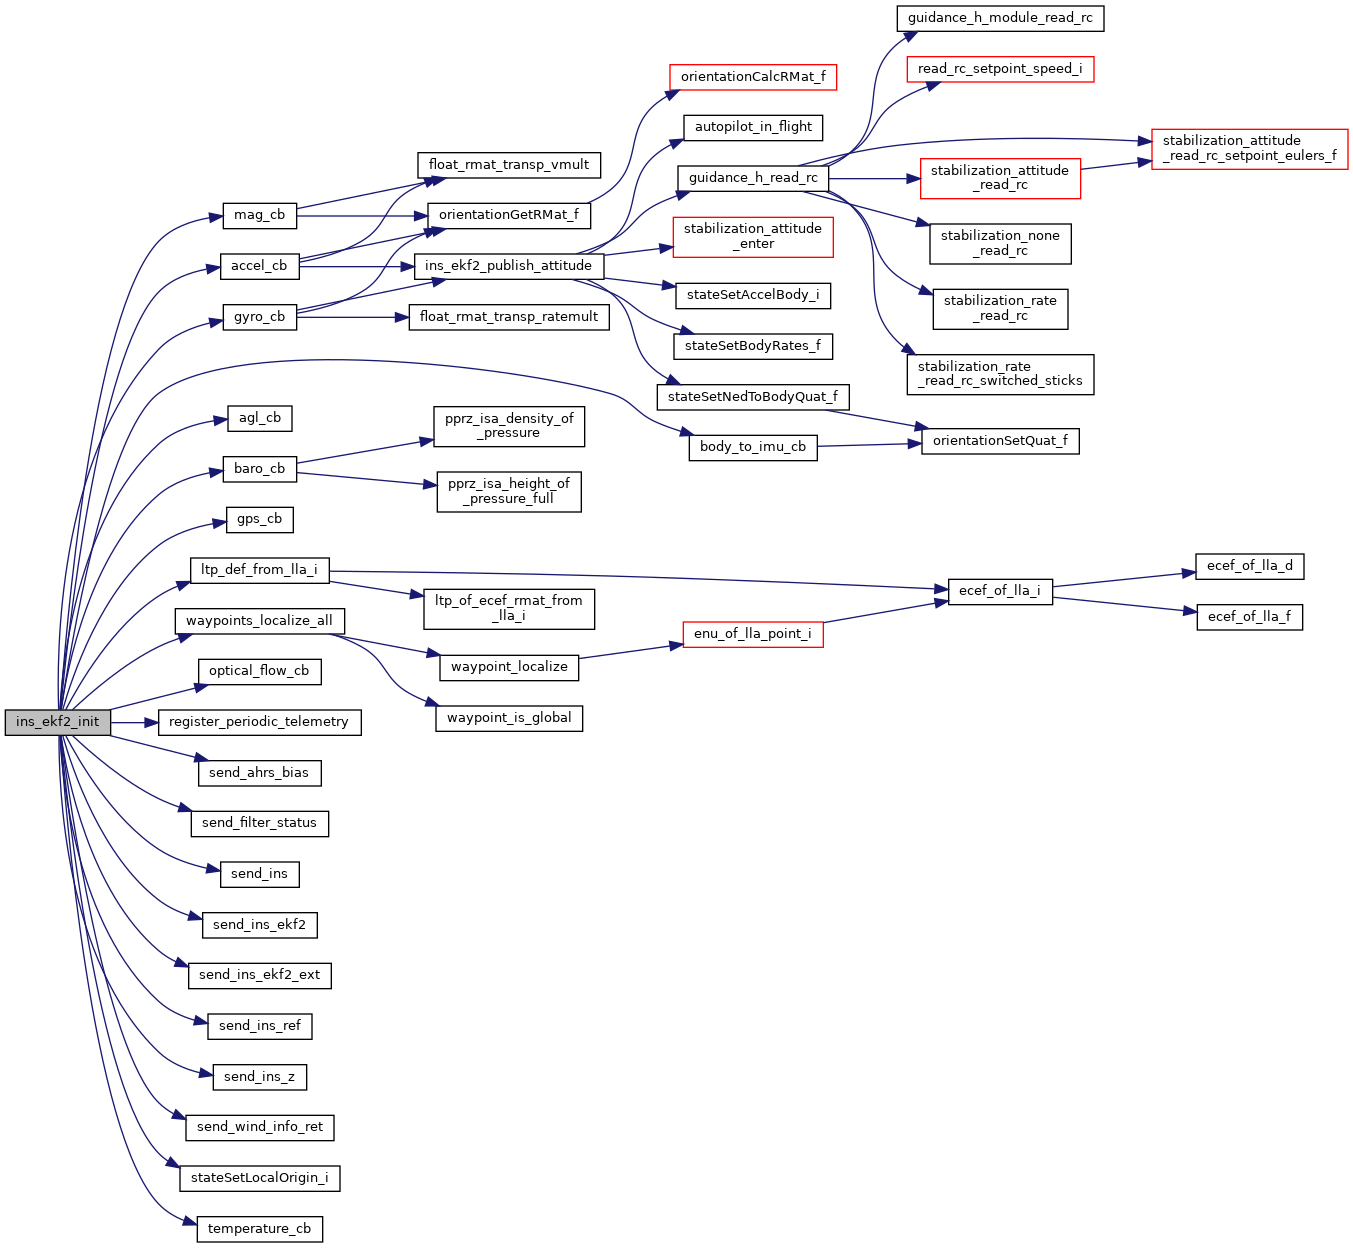 guidance_h_module_read_rc
read_rc_setpoint_speed_i
orientationCalcRMat_f
autopilot_in_flight
stabilization_attitude
_read_rc_setpoint_eulers_f
float_rmat_transp_vmult
guidance_h_read_rc
stabilization_attitude
_read_rc
mag_cb
orientationGetRMat_f
stabilization_attitude
_enter
stabilization_none
_read_rc
accel_cb
ins_ekf2_publish_attitude
stateSetAccelBody_i
stabilization_rate
_read_rc
gyro_cb
float_rmat_transp_ratemult
stateSetBodyRates_f
stabilization_rate
_read_rc_switched_sticks
stateSetNedToBodyQuat_f
agl_cb
pprz_isa_density_of
_pressure
body_to_imu_cb
orientationSetQuat_f
baro_cb
pprz_isa_height_of
_pressure_full
gps_cb
ltp_def_from_lla_i
ecef_of_lla_d
ltp_of_ecef_rmat_from
_lla_i
ecef_of_lla_i
ecef_of_lla_f
waypoints_localize_all
enu_of_lla_point_i
optical_flow_cb
waypoint_localize
ins_ekf2_init
register_periodic_telemetry
waypoint_is_global
send_ahrs_bias
send_filter_status
send_ins
send_ins_ekf2
send_ins_ekf2_ext
send_ins_ref
send_ins_z
send_wind_info_ret
stateSetLocalOrigin_i
temperature_cb